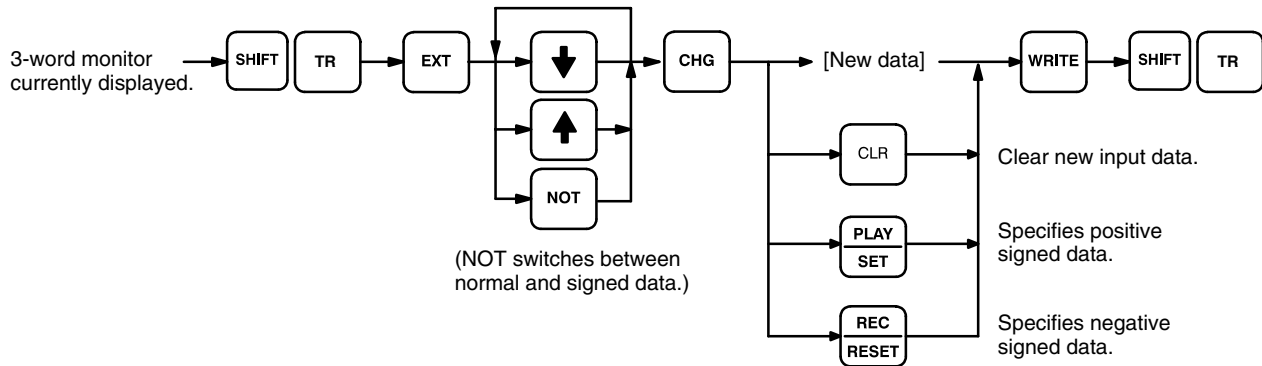 3-word monitor
currently displayed.
SHIFT
TR
EXT
CHG
[New data]
WRITE
SHIFT
TR
CLR
Clear new input data.
NOT
(NOT switches between
normal and signed data.)
PLAY
SET
Specifies positive
signed data.
REC
RESET
Specifies negative
signed data.